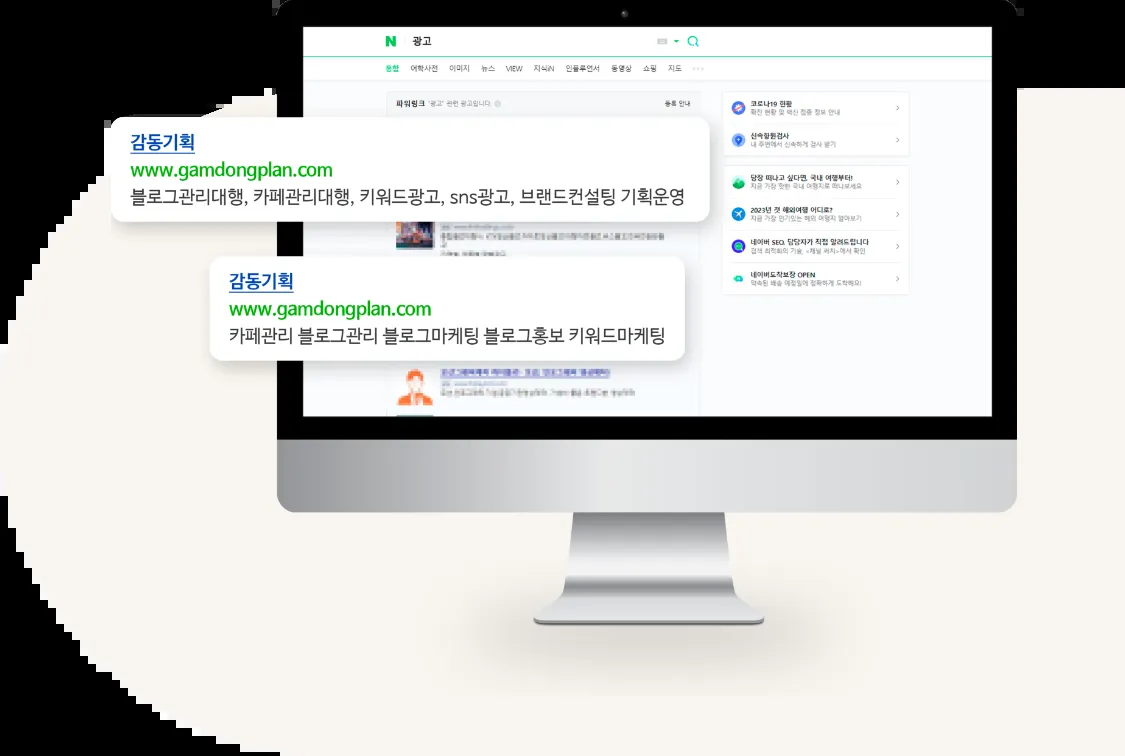 N 광고
통합 어학사전 이미지 뉴스 VIEW 지식iN 인플루언서 동영상 쇼핑 지도
파워링크 '광고' 관련 광고입니다. 등록 안내
감동기획
www.gamdongplan.com
블로그관리대행, 카페관리대행, 키워드광고, sns광고, 브랜드컨설팅 기획운영
감동기획
www.gamdongplan.com
카페관리 블로그관리 블로그마케팅 블로그홍보 키워드마케팅
코로나19 현황
확진 현황 및 백신 접종 정보 안내
신속항원검사
내 주변에서 신속하게 검사 받기
당장 떠나고 싶다면, 국내 여행부터!
지금 가장 핫한 국내 여행지로 떠나보세요
2023년 첫 해외여행 어디로?
지금 가장 인기있는 해외 여행지 알아보기
네이버 SEO, 담당자가 직접 알려드립니다
검색 최적화의 기술, <채널 써치>에서 확인
네이버도착보장 OPEN
약속된 배송 예정일에 정확하게 도착해요!